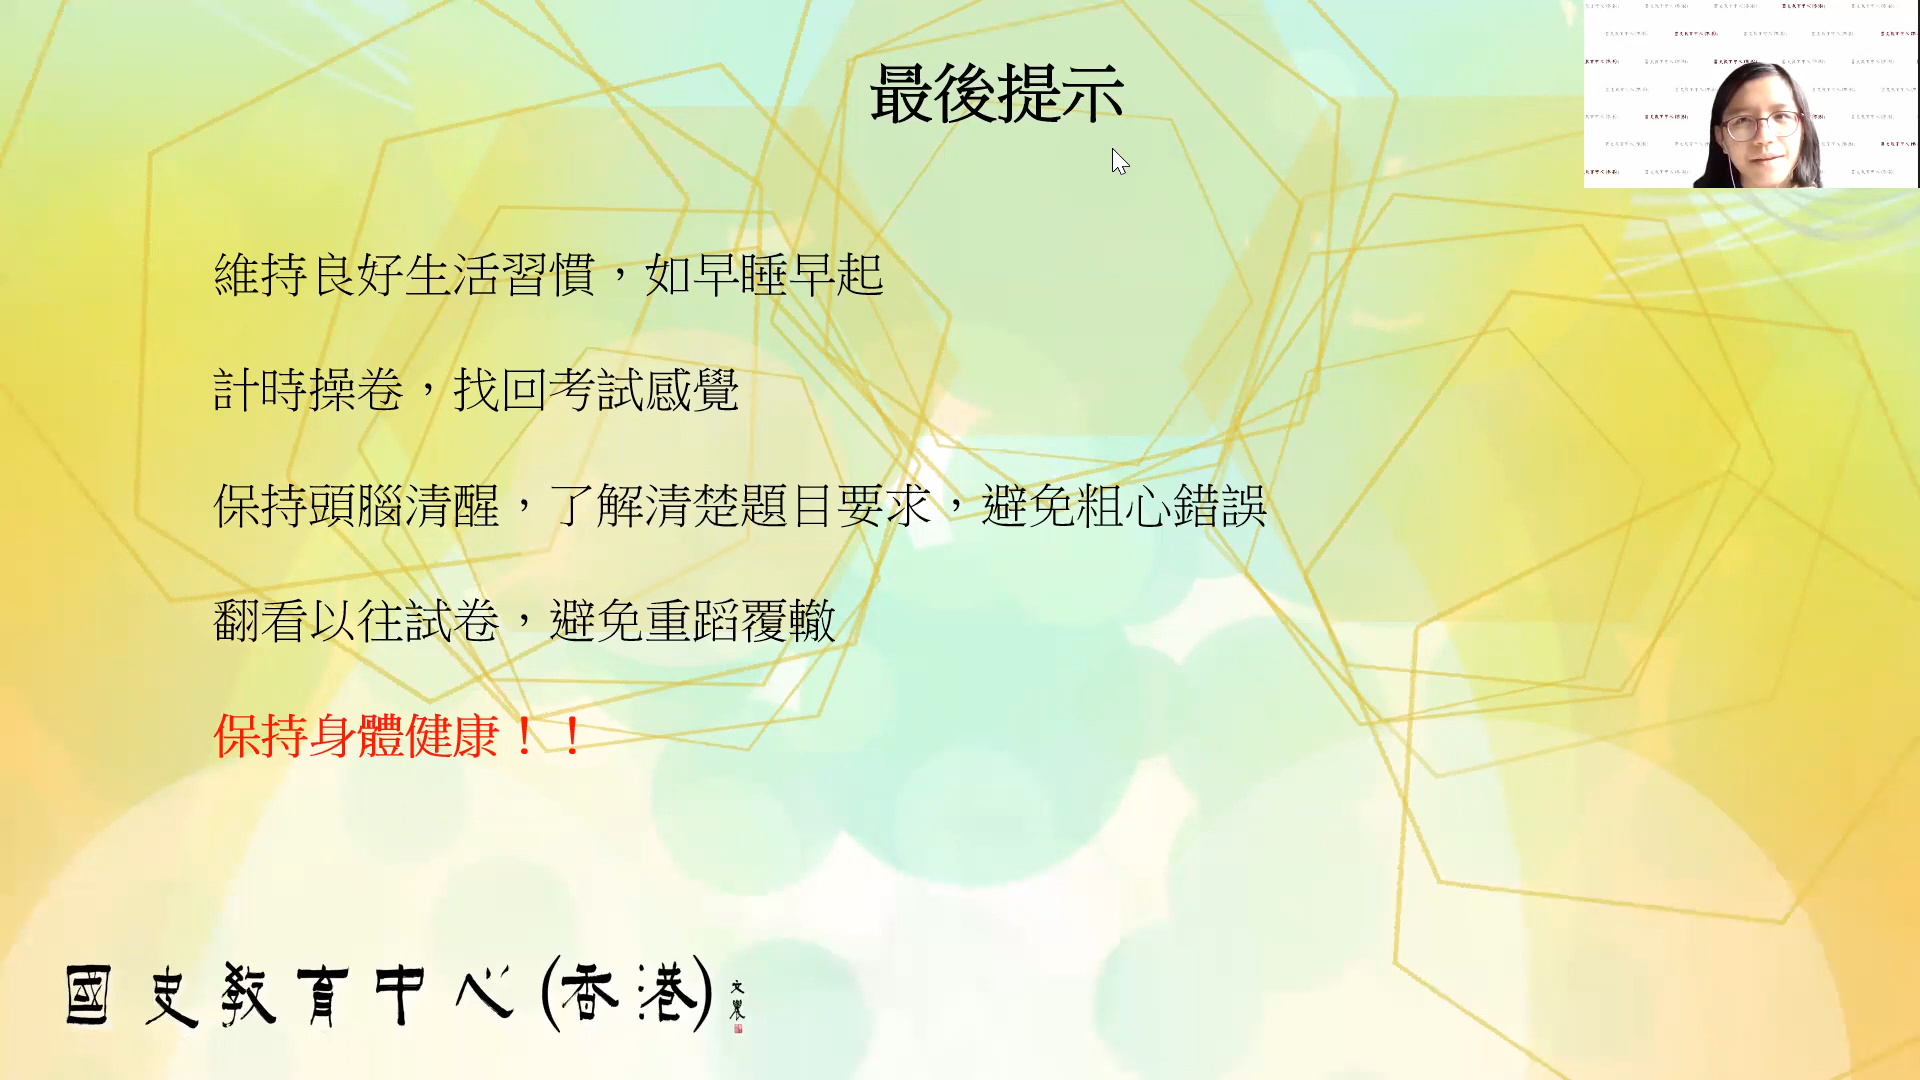 最後提示
維持良好生活習慣，如早睡早起
計時操卷，找回考試感覺
保持頭腦清醒，了解清楚題目要求，避免粗心錯誤
翻看以往試卷，避免重蹈覆轍
保持身體健康！！
國史教育中心(香港)